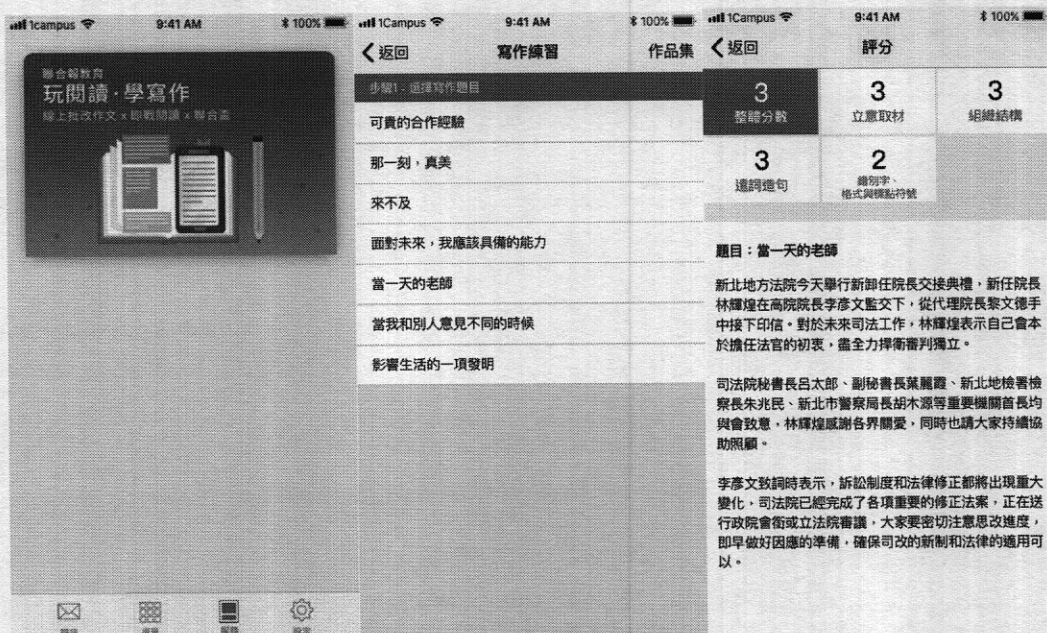 1campus 9:41 AM 100%
聯合報教育
玩閱讀·學寫作
線上批改作文 x 即戰閱讀 x 聯合盃
設定
1Campus 9:41 AM 100%
返回 寫作練習 作品集
步驟1 - 選擇寫作題目
可貴的合作經驗
那一刻，真美
來不及
面對未來，我應該具備的能力
當一天的老師
當我和別人意見不同的時候
影響生活的一項發明
1Campus 9:41 AM 100%
返回 評分
3 3 3
整體分數 立意取材 組織結構
3 2
遣詞造句 錯別字、
格式與標點符號
題目：當一天的老師
新北地方法院今天舉行新卸任院長交接典禮，新任院長
林輝煌在高院院長李彥文監交下，從代理院長黎文德手
中接下印信。對於未來司法工作，林輝煌表示自己會本
於擔任法官的初衷，盡全力捍衛審判獨立。
司法院秘書長呂太郎、副秘書長葉麗霞、新北地檢署檢
察長朱兆民、新北市警察局長胡木源等重要機關首長均
與會致意，林輝煌感謝各界關愛，同時也請大家持續協
助照顧。
李彥文致詞時表示，訴訟制度和法律修正都將出現重大
變化，司法院已經完成了各項重要的修正法案，正在送
行政院會銜或立法院審議，大家要密切注意思改進度，
即早做好因應的準備，確保司改的新制和法律的適用可
以。